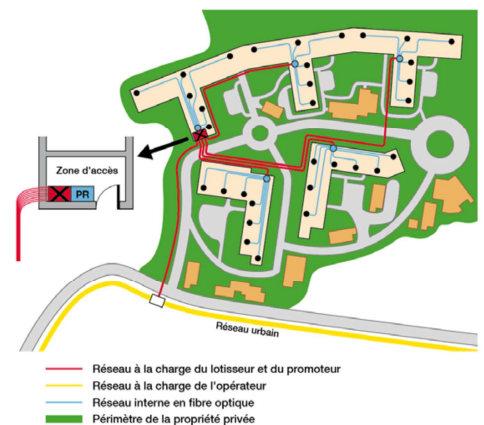 Zone d'accès
PR
Réseau urbain
Réseau à la charge du lotisseur et du promoteur
Réseau à la charge de l'opérateur
Réseau interne en fibre optique
Périmètre de la propriété privée